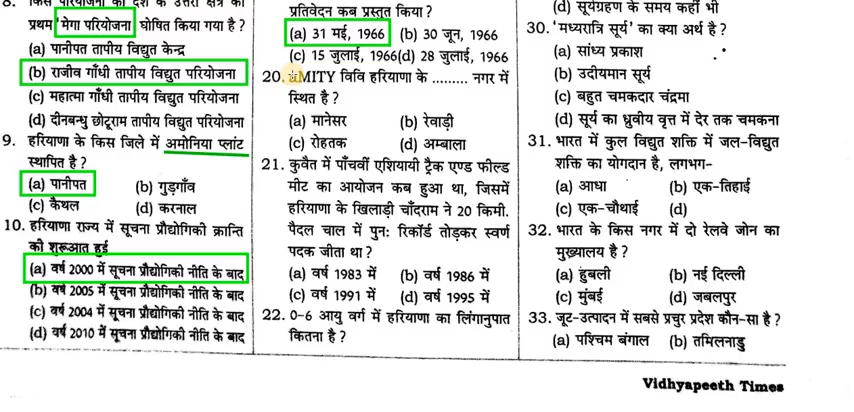 8. किस परियोजना को देश के उत्तरी क्षेत्र की
प्रथम 'मेगा परियोजना' घोषित किया गया है ?
(a) पानीपत तापीय विद्युत केन्द्र
(b) राजीव गाँधी तापीय विद्युत परियोजना
(c) महात्मा गाँधी तापीय विद्युत परियोजना
(d) दीनबन्धु छोटूराम तापीय विद्युत परियोजना
9. हरियाणा के किस जिले में अमोनिया प्लांट
स्थापित है ?
(a) पानीपत (b) गुड़गाँव
(c) कैथल (d) करनाल
10. हरियाणा राज्य में सूचना प्रौद्योगिकी क्रान्ति
की शुरूआत हुई
(a) वर्ष 2000 में सूचना प्रौद्योगिकी नीति के बाद
(b) वर्ष 2005 में सूचना प्रौद्योगिकी नीति के बाद
(c) वर्ष 2004 में सूचना प्रौद्योगिकी नीति के बाद
(d) वर्ष 2010 में सूचना प्रौद्योगिकी नीति के बाद
प्रतिवेदन कब प्रस्तुत किया ?
(a) 31 मई, 1966 (b) 30 जून, 1966
(c) 15 जुलाई, 1966(d) 28 जुलाई, 1966
20. AMITY विवि हरियाणा के ......... नगर में
स्थित है ?
(a) मानेसर (b) रेवाड़ी
(c) रोहतक (d) अम्बाला
21. कुवैत में पाँचवीं एशियायी ट्रैक एण्ड फील्ड
मीट का आयोजन कब हुआ था, जिसमें
हरियाणा के खिलाड़ी चाँदराम ने 20 किमी.
पैदल चाल में पुनः रिकॉर्ड तोड़कर स्वर्ण
पदक जीता था ?
(a) वर्ष 1983 में (b) वर्ष 1986 में
(c) वर्ष 1991 में (d) वर्ष 1995 में
22. 0-6 आयु वर्ग में हरियाणा का लिंगानुपात
कितना है ?
(d) सूर्यग्रहण के समय कहीं भी
30. 'मध्यरात्रि सूर्य' का क्या अर्थ है ?
(a) सांध्य प्रकाश
(b) उदीयमान सूर्य
(c) बहुत चमकदार चंद्रमा
(d) सूर्य का ध्रुवीय वृत्त में देर तक चमकना
31. भारत में कुल विद्युत शक्ति में जल-विद्युत
शक्ति का योगदान है, लगभग-
(a) आधा (b) एक-तिहाई
(c) एक-चौथाई (d)
32. भारत के किस नगर में दो रेलवे जोन का
मुख्यालय है ?
(a) हुबली (b) नई दिल्ली
(c) मुंबई (d) जबलपुर
33. जूट-उत्पादन में सबसे प्रचुर प्रदेश कौन-सा है ?
(a) पश्चिम बंगाल (b) तमिलनाडु
Vidhyapeeth Times